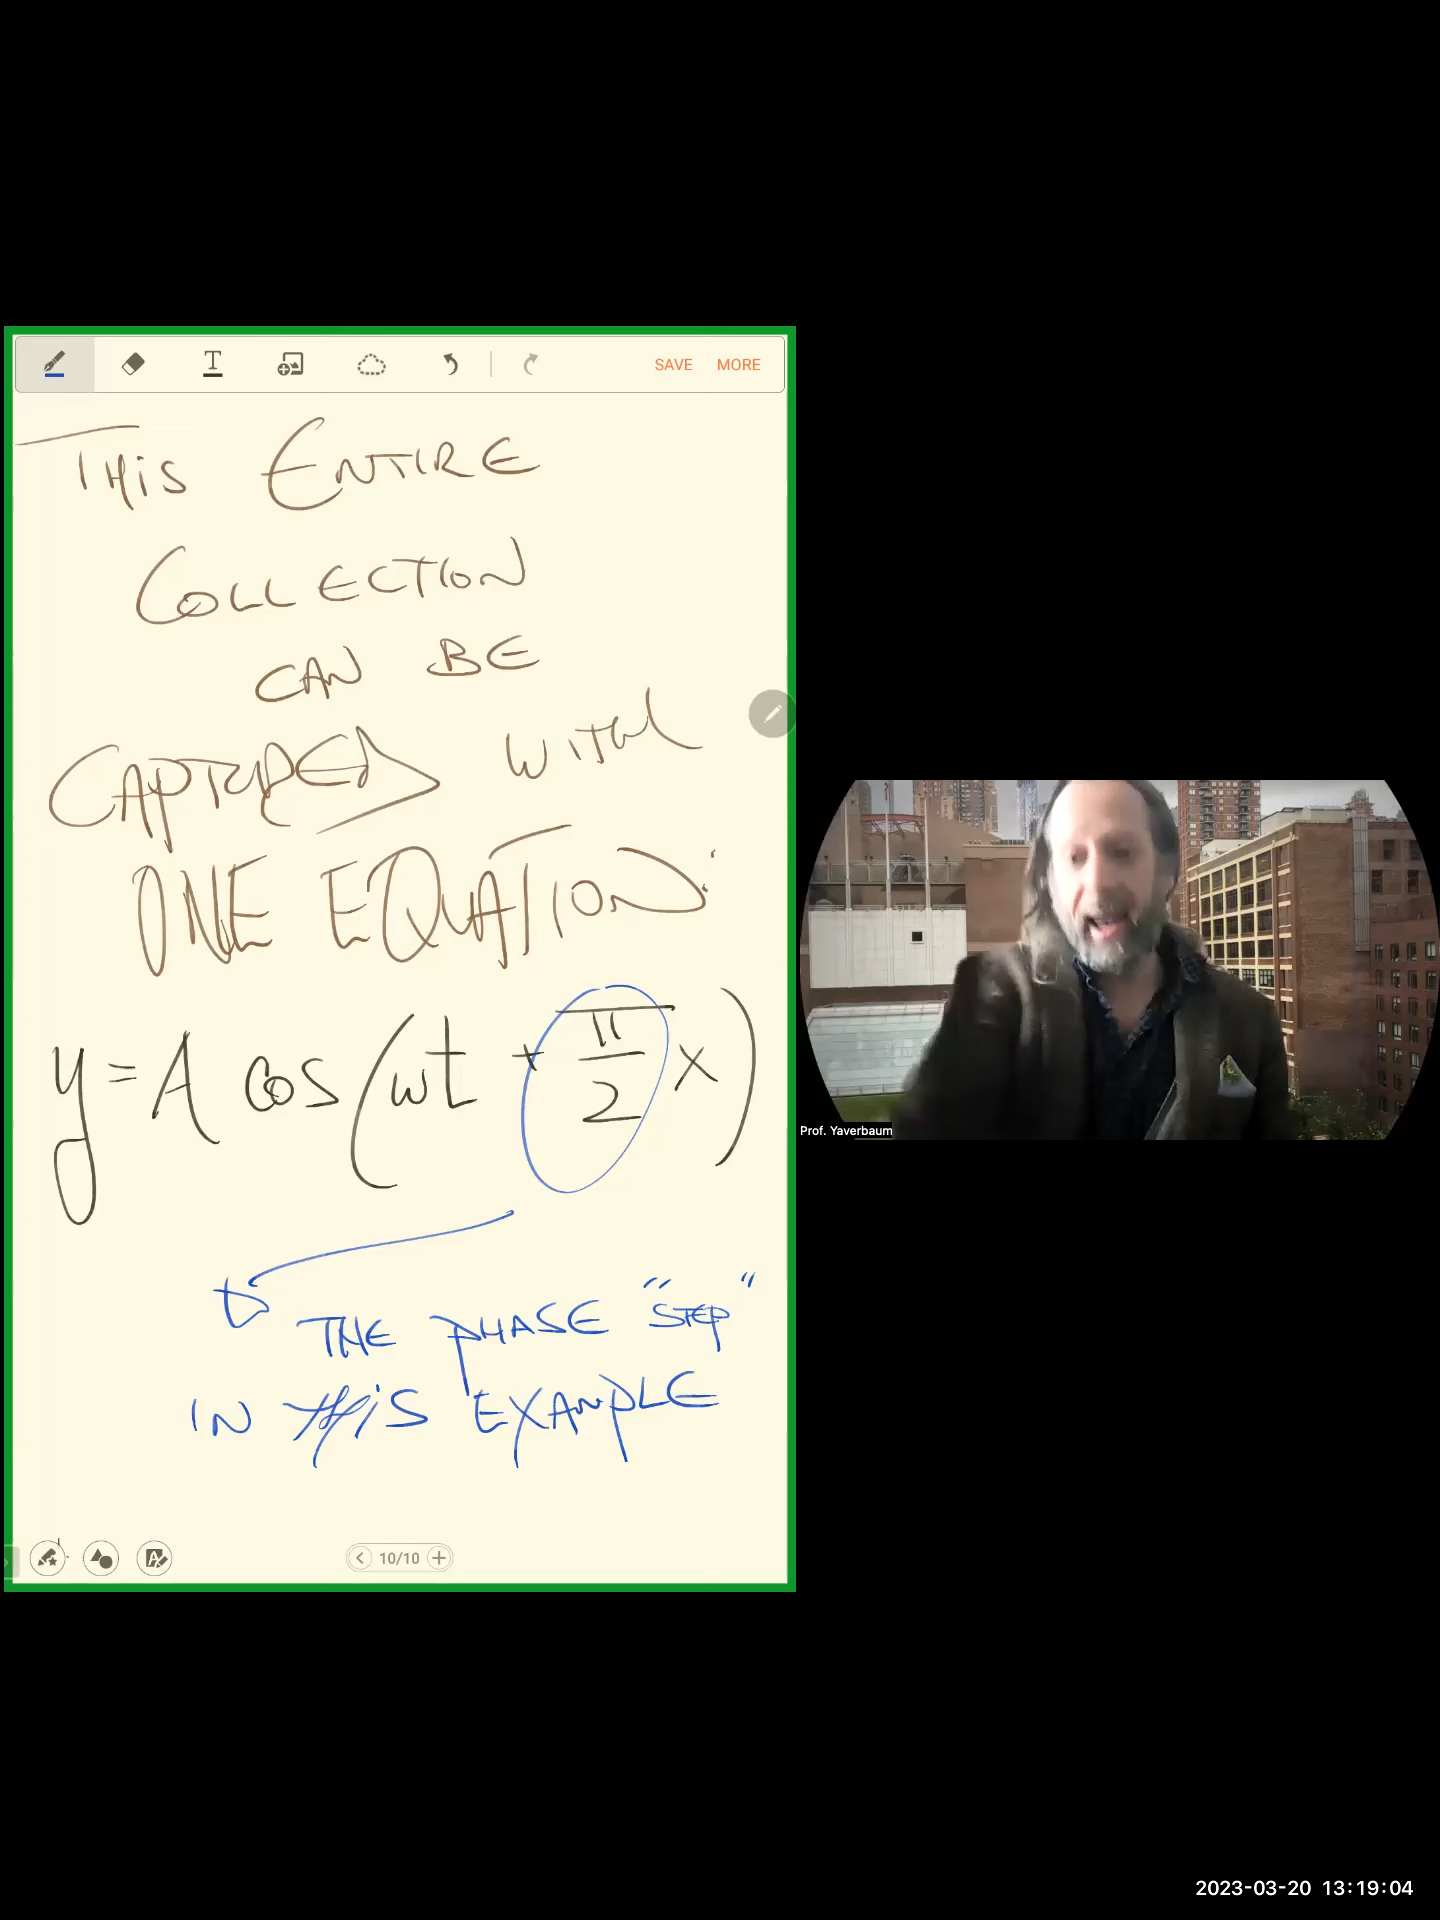 T
SAVE MORE
THIS ENTIRE
COLLECTION
CAN BE
CAPTURED WITH
ONE EQUATION:
y = A cos(ωt + π/2 x)
THE PHASE "STEP"
IN THIS EXAMPLE
10/10
Prof. Yaverbaum
2023-03-20 13:19:04